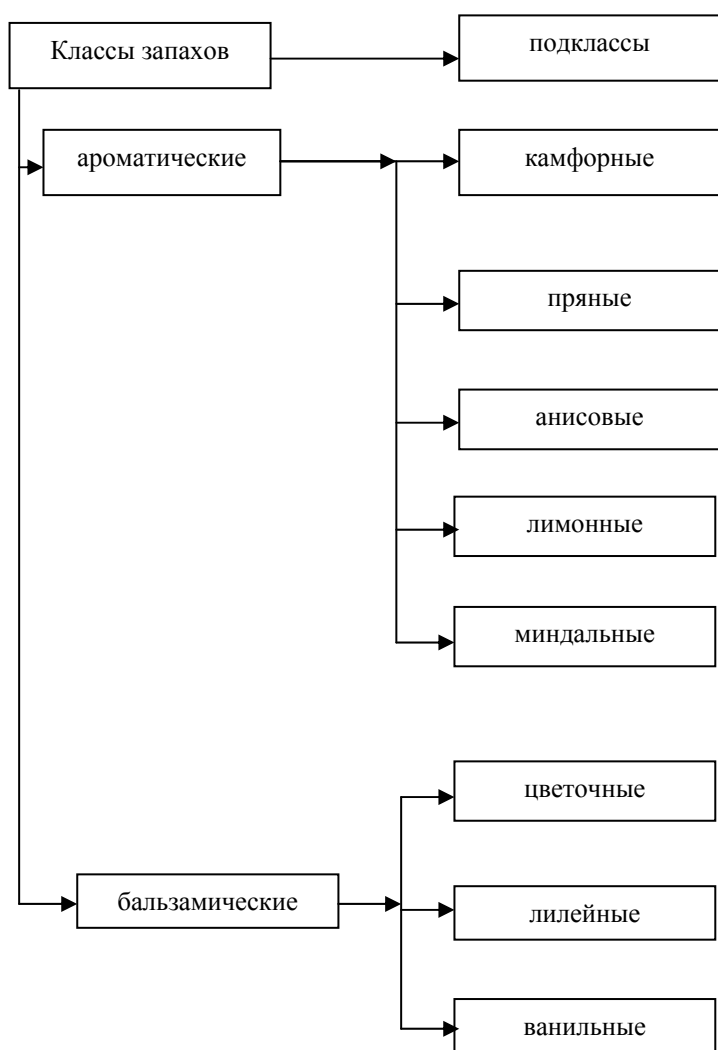 Классы запахов
подклассы
ароматические
камфорные
пряные
анисовые
лимонные
миндальные
цветочные
бальзамические
лилейные
ванильные